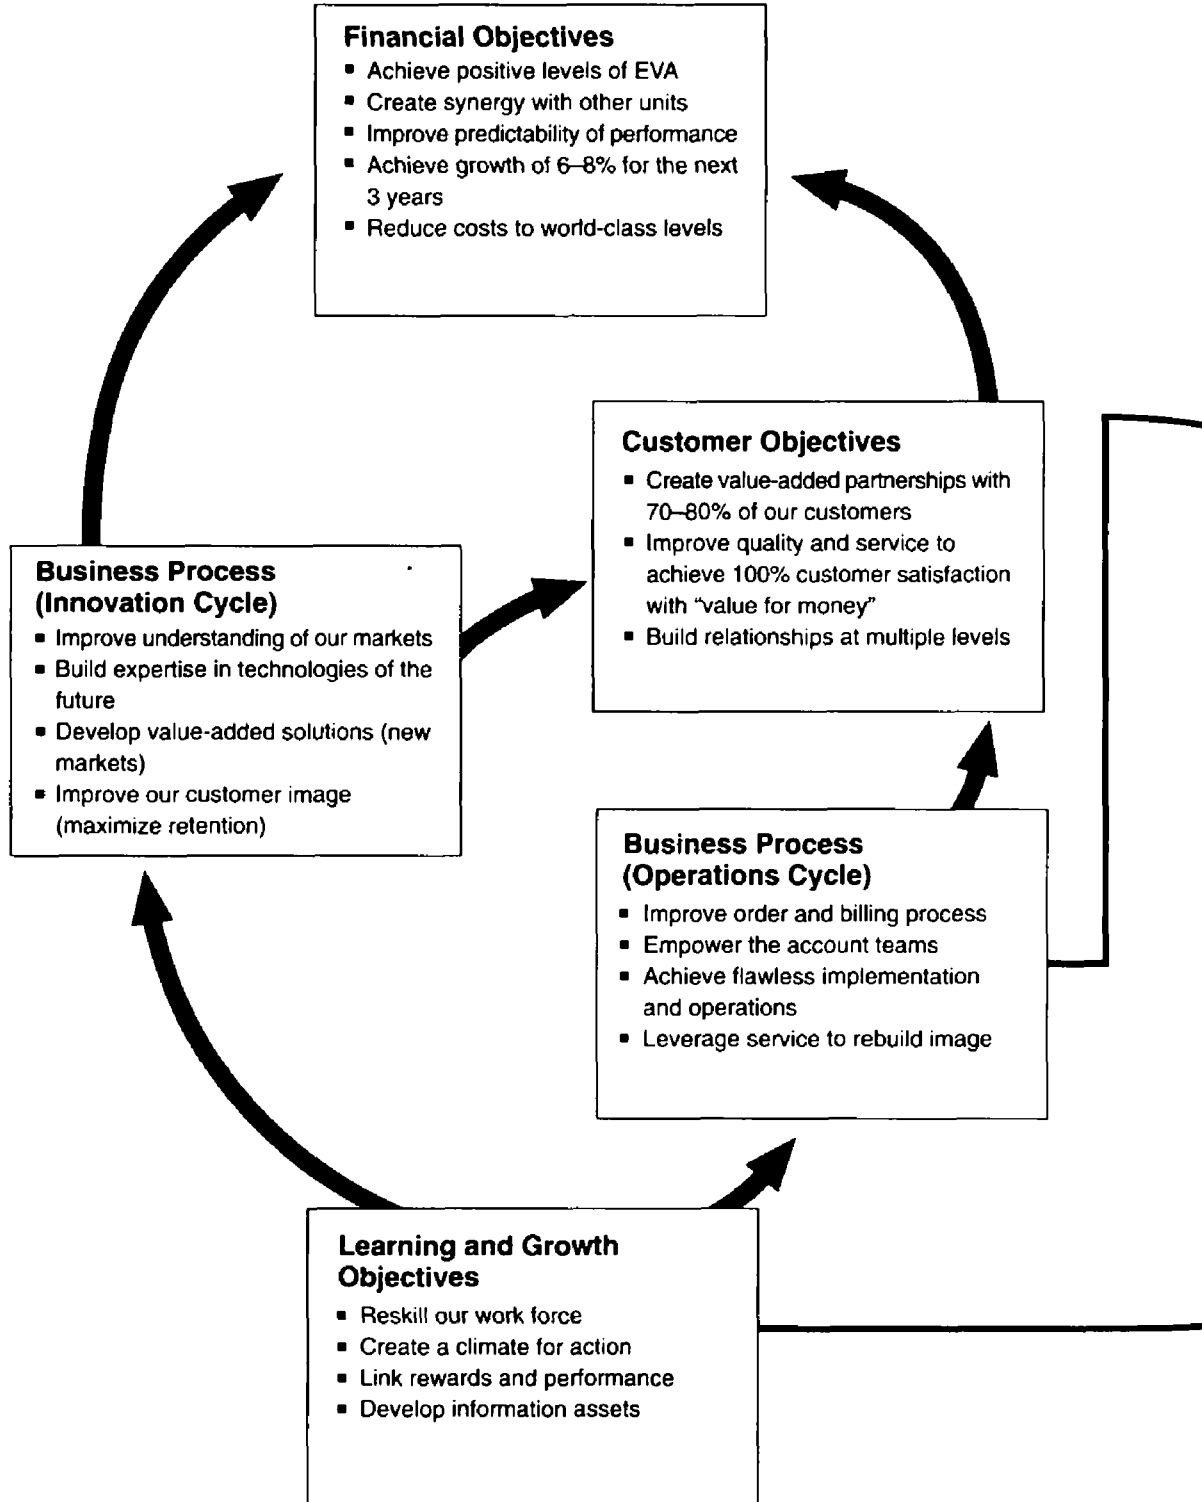 Financial Objectives
▪ Achieve positive levels of EVA
▪ Create synergy with other units
▪ Improve predictability of performance
▪ Achieve growth of 6–8% for the next
3 years
▪ Reduce costs to world-class levels
Customer Objectives
▪ Create value-added partnerships with
70–80% of our customers
▪ Improve quality and service to
achieve 100% customer satisfaction
with “value for money”
▪ Build relationships at multiple levels
Business Process
(Innovation Cycle)
▪ Improve understanding of our markets
▪ Build expertise in technologies of the
future
▪ Develop value-added solutions (new
markets)
▪ Improve our customer image
(maximize retention)
Business Process
(Operations Cycle)
▪ Improve order and billing process
▪ Empower the account teams
▪ Achieve flawless implementation
and operations
▪ Leverage service to rebuild image
Learning and Growth
Objectives
▪ Reskill our work force
▪ Create a climate for action
▪ Link rewards and performance
▪ Develop information assets